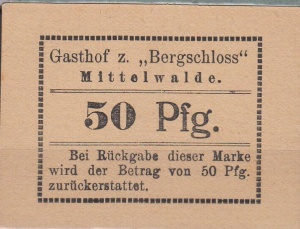 Gasthof z. „Bergschloss“
Mittelwalde.
50 Pfg.
Bei Rückgabe dieser Marke
wird der Betrag von 50 Pfg.
zurückerstattet.